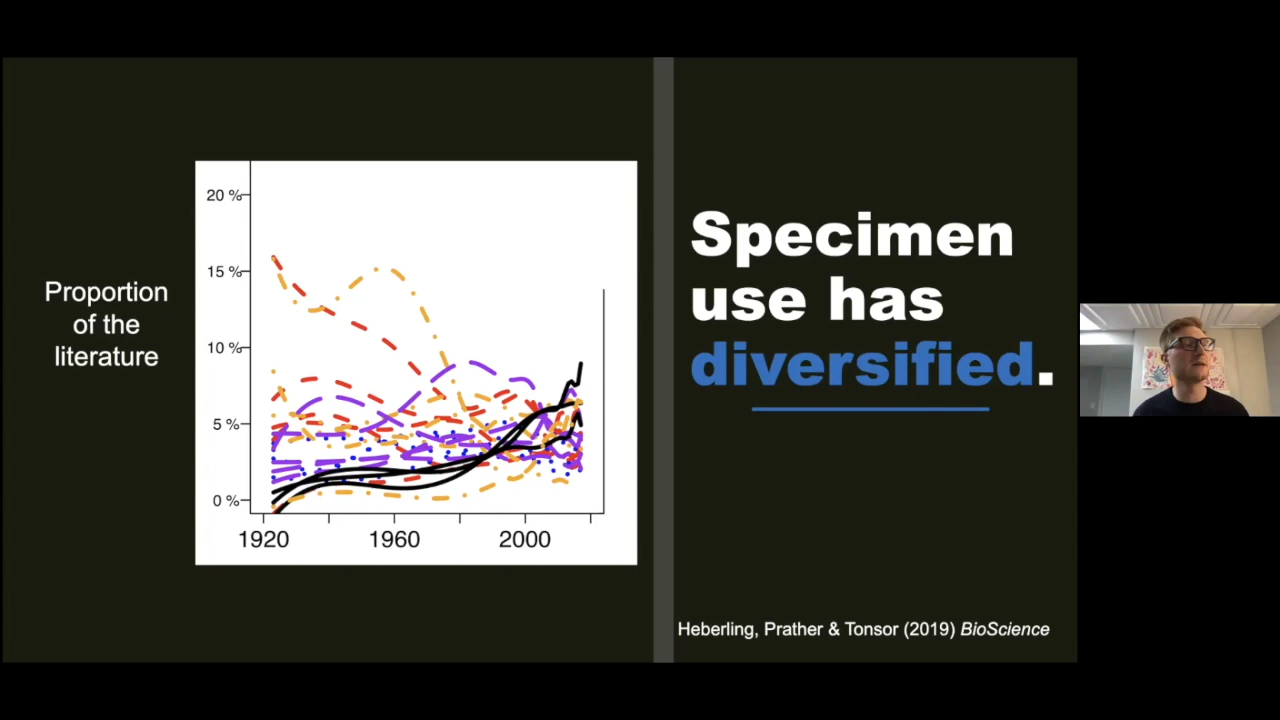 Proportion
of the
literature
20 %
15 %
10 %
5 %
0 %
1920
1960
2000
Specimen
use has
diversified.
Heberling, Prather & Tonsor (2019) BioScience